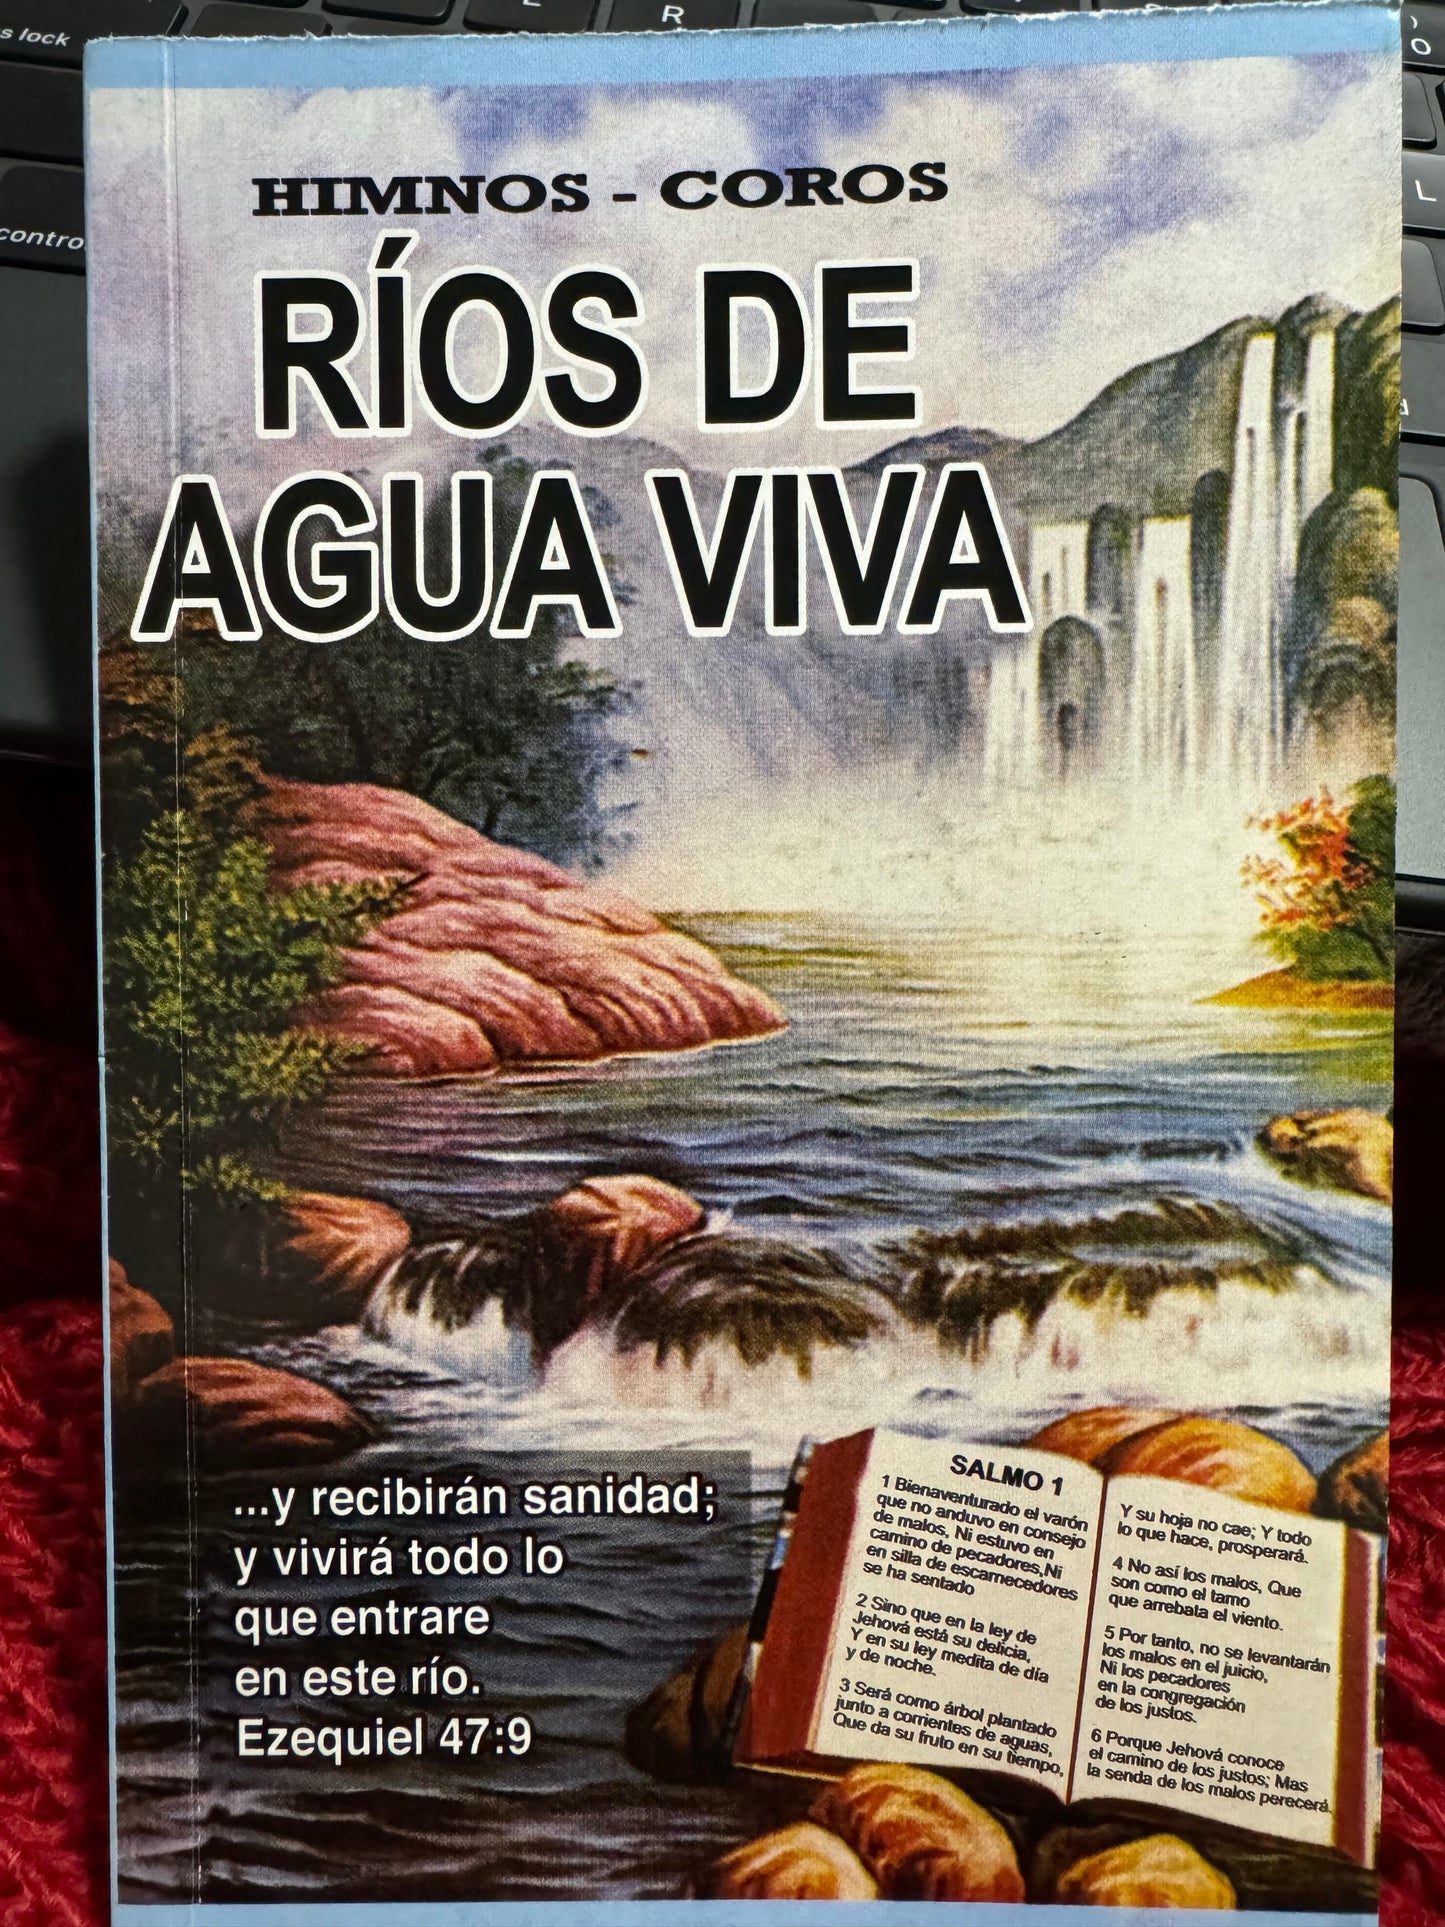 s lock
E
R
O
L
contro
HIMNOS - COROS
RÍOS DE
AGUA VIVA
...y recibirán sanidad;
y vivirá todo lo
que entrare
en este río.
Ezequiel 47:9
SALMO 1
1 Bienaventurado el varón
que no anduvo en consejo
de malos, Ni estuvo en
camino de pecadores,Ni
en silla de escarnecedores
se ha sentado
2 Sino que en la ley de
Jehová está su delicia,
Y en su ley medita de día
y de noche.
3 Será como árbol plantado
junto a corrientes de aguas,
Que da su fruto en su tiempo,
Y su hoja no cae; Y todo
lo que hace, prosperará.
4 No así los malos, Que
son como el tamo
que arrebata el viento.
5 Por tanto, no se levantarán
los malos en el juicio,
Ni los pecadores
en la congregación
de los justos.
6 Porque Jehová conoce
el camino de los justos; Mas
la senda de los malos perecerá.